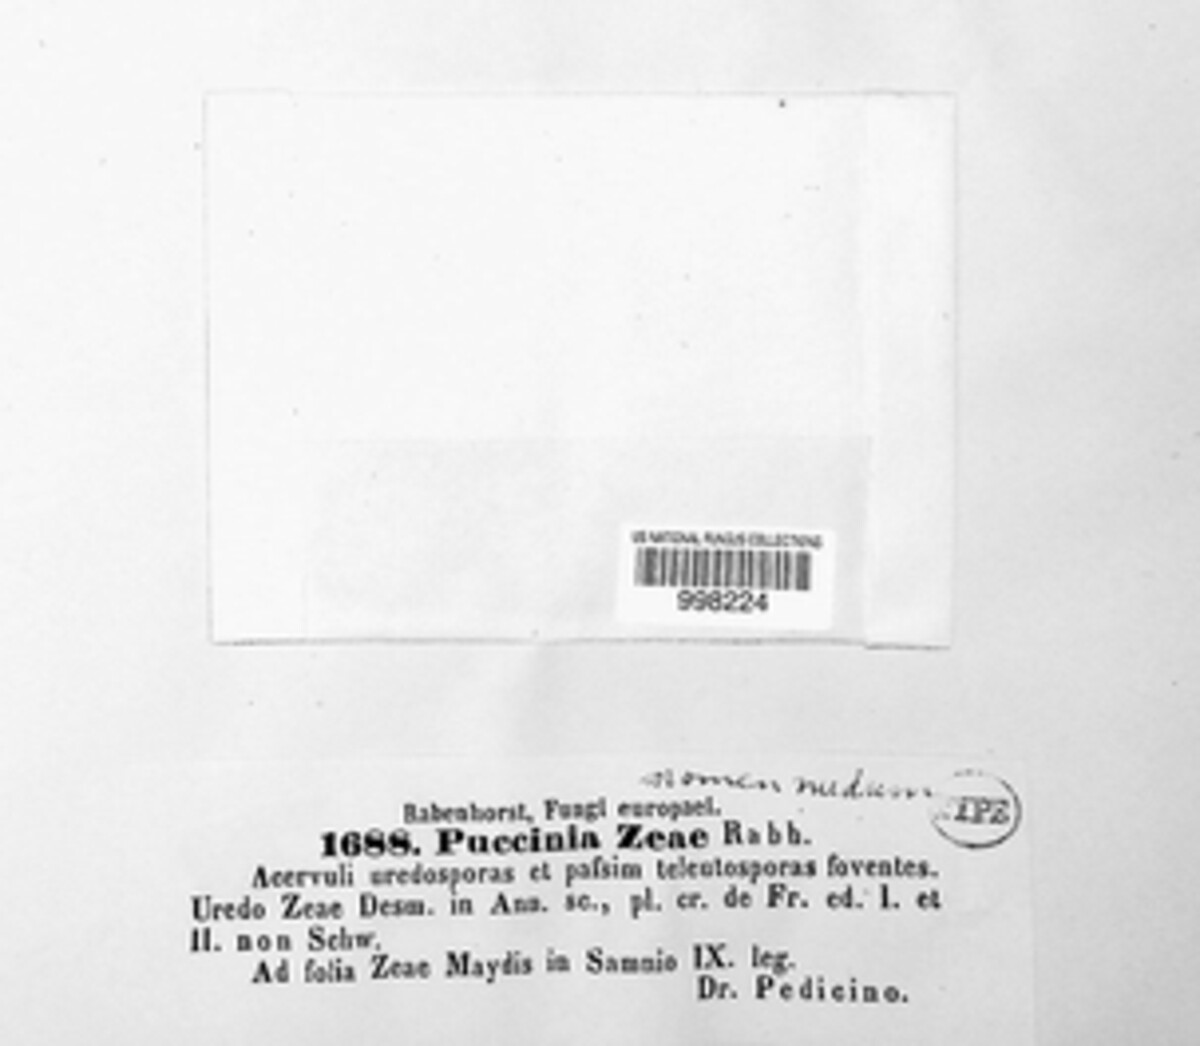 US NATIONAL FUNGUS COLLECTIONS
998224
nomen nudum
Rabenhorst, Fungi europaei.
1688. Puccinia Zeae Rabh.
Acervuli uredosporas et paſsim teleutosporas foventes.
Uredo Zeae Desm. in Ann. sc., pl. cr. de Fr. ed. I. et
II. non Schw.
Ad folia Zeae Maydis in Samnio IX. leg.
Dr. Pedicino.